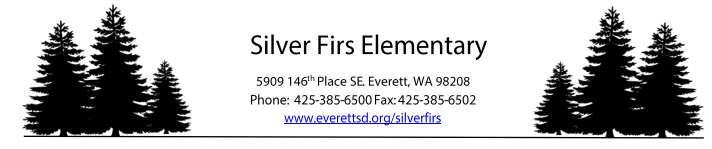 Silver Firs Elementary
5909 146th Place SE. Everett, WA 98208
Phone: 425-385-6500 Fax: 425-385-6502
www.everettsd.org/silverfirs